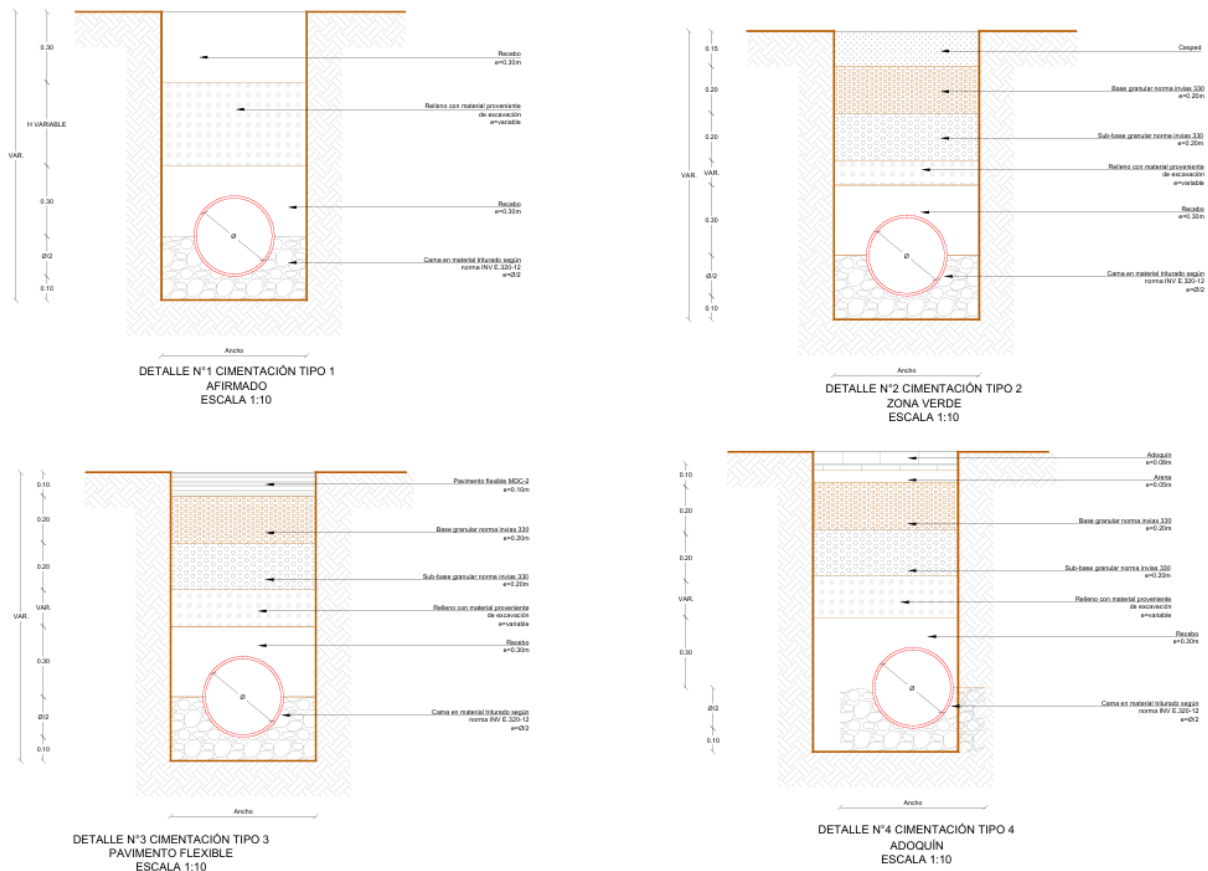 VAR.
0.30
H VARIABLE
0.30
Ø/2
0.10
Recebo
e=0.30m
Relleno con material proveniente
de excavación
e=variable
Recebo
e=0.30m
Cama en material triturado según
norma INV E.320-12
e=Ø/2
Ø
Ancho
DETALLE N°1 CIMENTACIÓN TIPO 1
AFIRMADO
ESCALA 1:10
VAR.
0.15
0.20
0.20
VAR.
0.30
Ø/2
0.10
Cesped
Base granular norma invias 330
e=0.20m
Sub-base granular norma invias 330
e=0.20m
Relleno con material proveniente
de excavación
e=variable
Recebo
e=0.30m
Cama en material triturado según
norma INV E.320-12
e=Ø/2
Ø
Ancho
DETALLE N°2 CIMENTACIÓN TIPO 2
ZONA VERDE
ESCALA 1:10
VAR.
0.10
0.20
0.20
VAR.
0.30
Ø/2
0.10
Pavimento flexible MDC-2
e=0.10m
Base granular norma invias 330
e=0.20m
Sub-base granular norma invias 330
e=0.20m
Relleno con material proveniente
de excavación
e=variable
Recebo
e=0.30m
Cama en material triturado según
norma INV E.320-12
e=Ø/2
Ø
Ancho
DETALLE N°3 CIMENTACIÓN TIPO 3
PAVIMENTO FLEXIBLE
ESCALA 1:10
0.10
0.20
0.20
VAR.
0.30
Ø/2
0.10
Adoquín
e=0.08m
Arena
e=0.05m
Base granular norma invias 330
e=0.20m
Sub-base granular norma invias 330
e=0.20m
Relleno con material proveniente
de excavación
e=variable
Recebo
e=0.30m
Cama en material triturado según
norma INV E.320-12
e=Ø/2
Ø
Ancho
DETALLE N°4 CIMENTACIÓN TIPO 4
ADOQUÍN
ESCALA 1:10